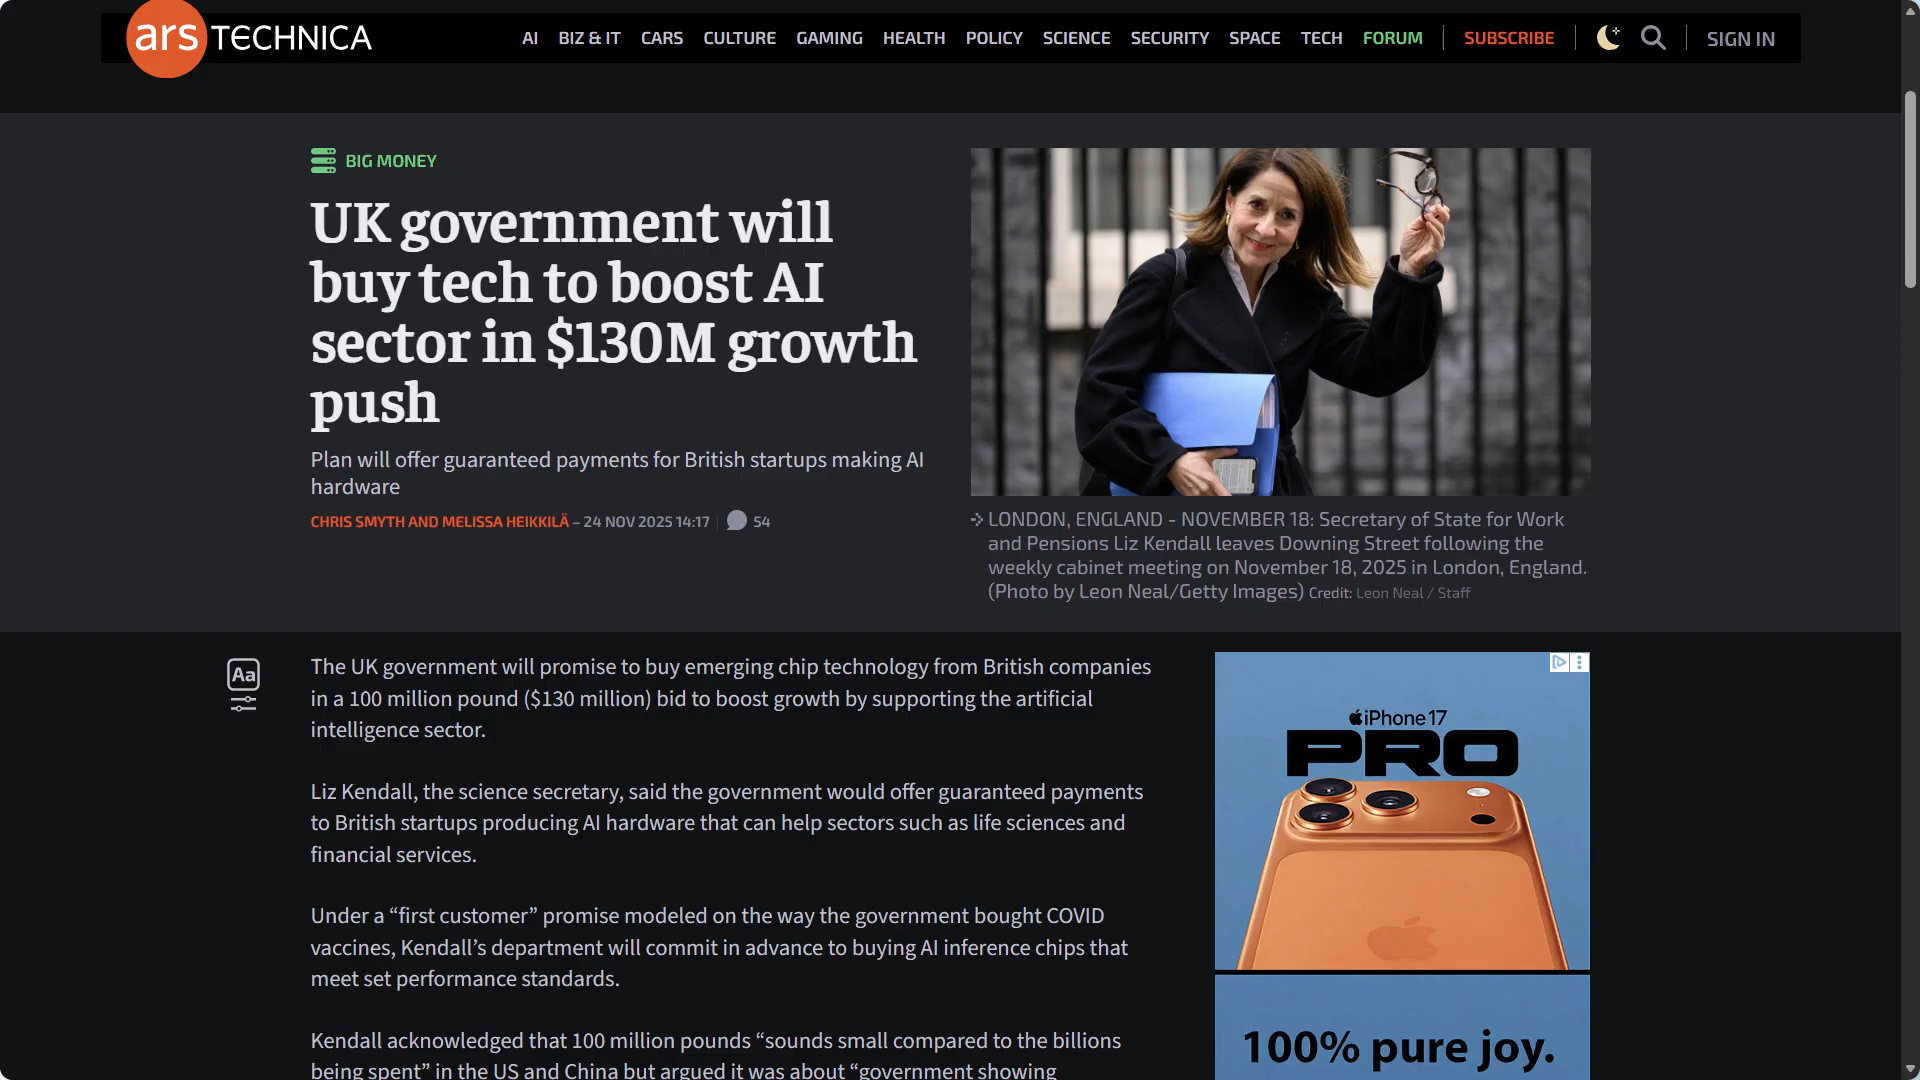 ars TECHNICA
AI BIZ & IT CARS CULTURE GAMING HEALTH POLICY SCIENCE SECURITY SPACE TECH FORUM SUBSCRIBE SIGN IN
BIG MONEY
UK government will
buy tech to boost AI
sector in $130M growth
push
Plan will offer guaranteed payments for British startups making AI
hardware
CHRIS SMYTH AND MELISSA HEIKKILÄ – 24 NOV 2025 14:17 54
LONDON, ENGLAND - NOVEMBER 18: Secretary of State for Work
and Pensions Liz Kendall leaves Downing Street following the
weekly cabinet meeting on November 18, 2025 in London, England.
(Photo by Leon Neal/Getty Images) Credit: Leon Neal / Staff
Aa
The UK government will promise to buy emerging chip technology from British companies
in a 100 million pound ($130 million) bid to boost growth by supporting the artificial
intelligence sector.
Liz Kendall, the science secretary, said the government would offer guaranteed payments
to British startups producing AI hardware that can help sectors such as life sciences and
financial services.
Under a “first customer” promise modeled on the way the government bought COVID
vaccines, Kendall’s department will commit in advance to buying AI inference chips that
meet set performance standards.
Kendall acknowledged that 100 million pounds “sounds small compared to the billions
being spent” in the US and China but argued it was about “government showing
iPhone 17
PRO
100% pure joy.